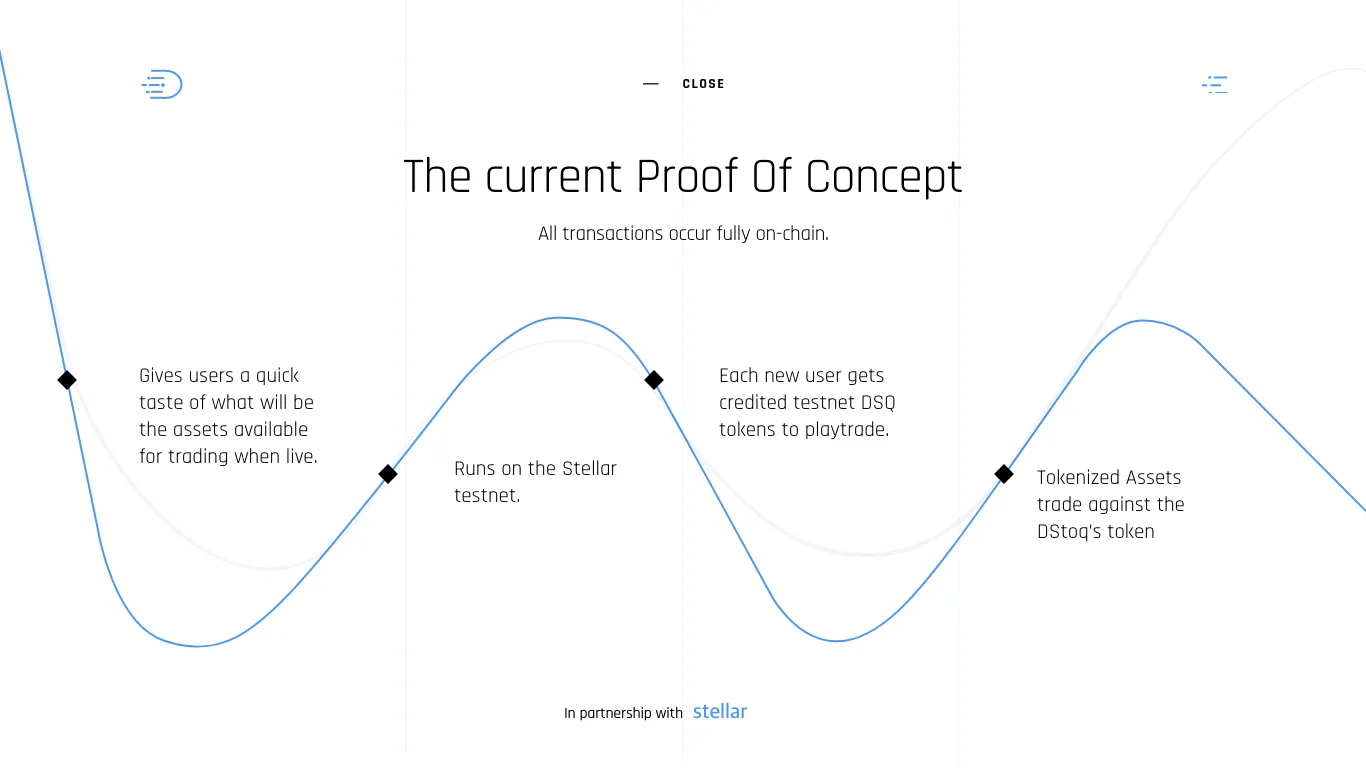 CLOSE
The current Proof Of Concept
All transactions occur fully on-chain.
Gives users a quick
taste of what will be
the assets available
for trading when live.
Runs on the Stellar
testnet.
Each new user gets
credited testnet DSQ
tokens to playtrade.
Tokenized Assets
trade against the
DStoq's token
In partnership with stellar